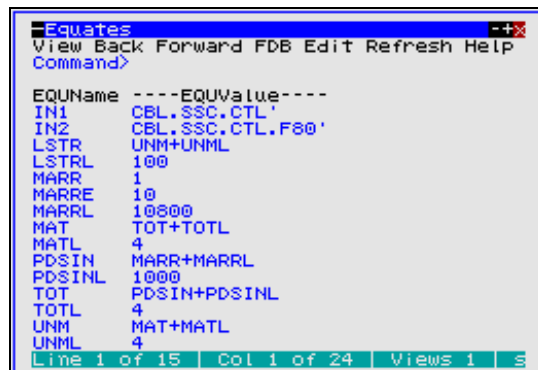 -Equates -+x
View Back Forward FDB Edit Refresh Help
Command>
EQUName ----EQUValue----
IN1 CBL.SSC.CTL'
IN2 CBL.SSC.CTL.F80'
LSTR UNM+UNML
LSTRL 100
MARR 1
MARRE 10
MARRL 10800
MAT TOT+TOTL
MATL 4
PDSIN MARR+MARRL
PDSINL 1000
TOT PDSIN+PDSINL
TOTL 4
UNM MAT+MATL
UNML 4
Line 1 of 15 | Col 1 of 24 | Views 1 | s